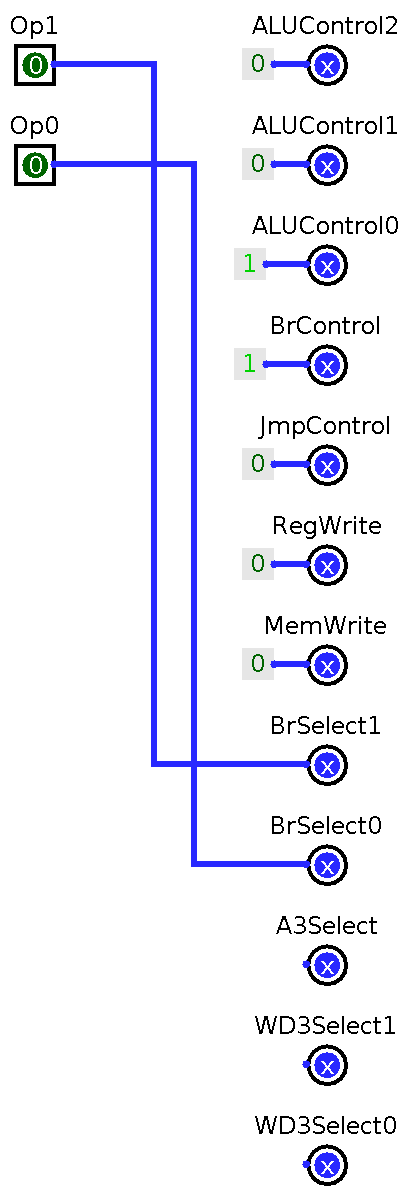 Op1 ALUControl2
0 0 x
Op0 ALUControl1
0 0 x
ALUControl0
1 x
BrControl
1 x
JmpControl
0 x
RegWrite
0 x
MemWrite
0 x
BrSelect1
x
BrSelect0
x
A3Select
x
WD3Select1
x
WD3Select0
x